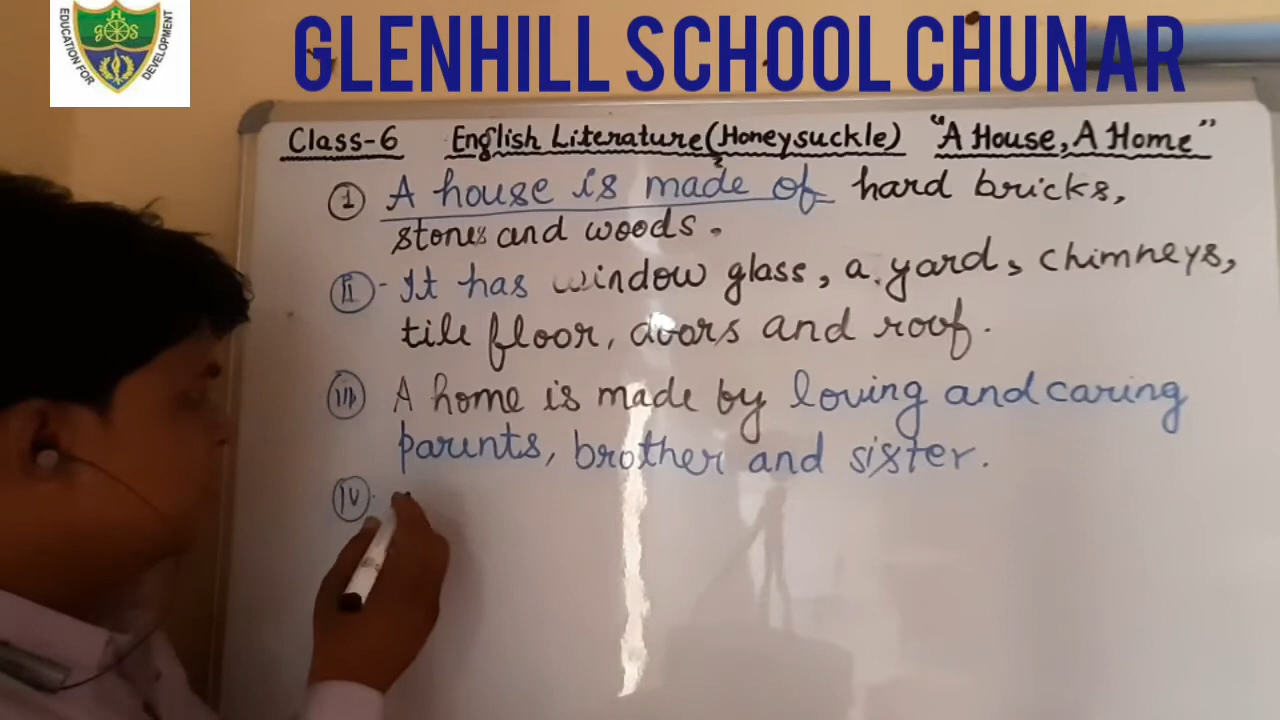 GLENHILL SCHOOL CHUNAR
EDUCATION FOR DEVELOPMENT
GHS
Class-6 English Literature (Honeysuckle) "A House, A Home"
I A house is made of hard bricks,
stones and woods.
II - It has window glass, a yard, chimneys,
tile floor, doors and roof.
III A home is made by loving and caring
parents, brother and sister.
IV